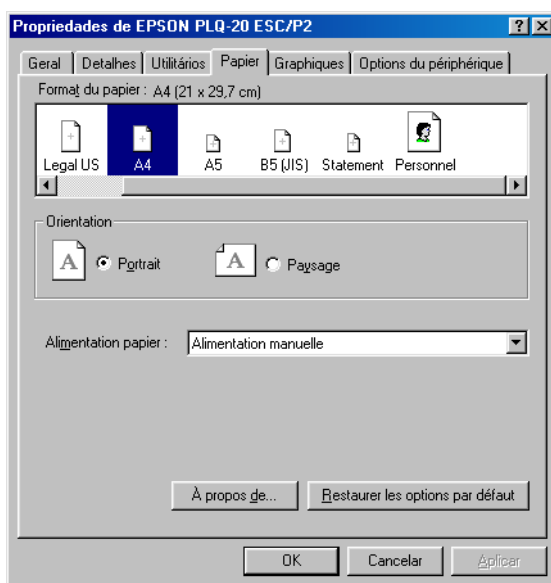 Propriedades de EPSON PLQ-20 ESC/P2
Geral Detalhes Utilitários Papier Graphiques Options du périphérique
Format du papier : A4 (21 x 29,7 cm)
Legal US A4 A5 B5 (JIS) Statement Personnel
Orientation
A Portrait A Paysage
Alimentation papier : Alimentation manuelle
À propos de... Restaurer les options par défaut
OK Cancelar Aplicar